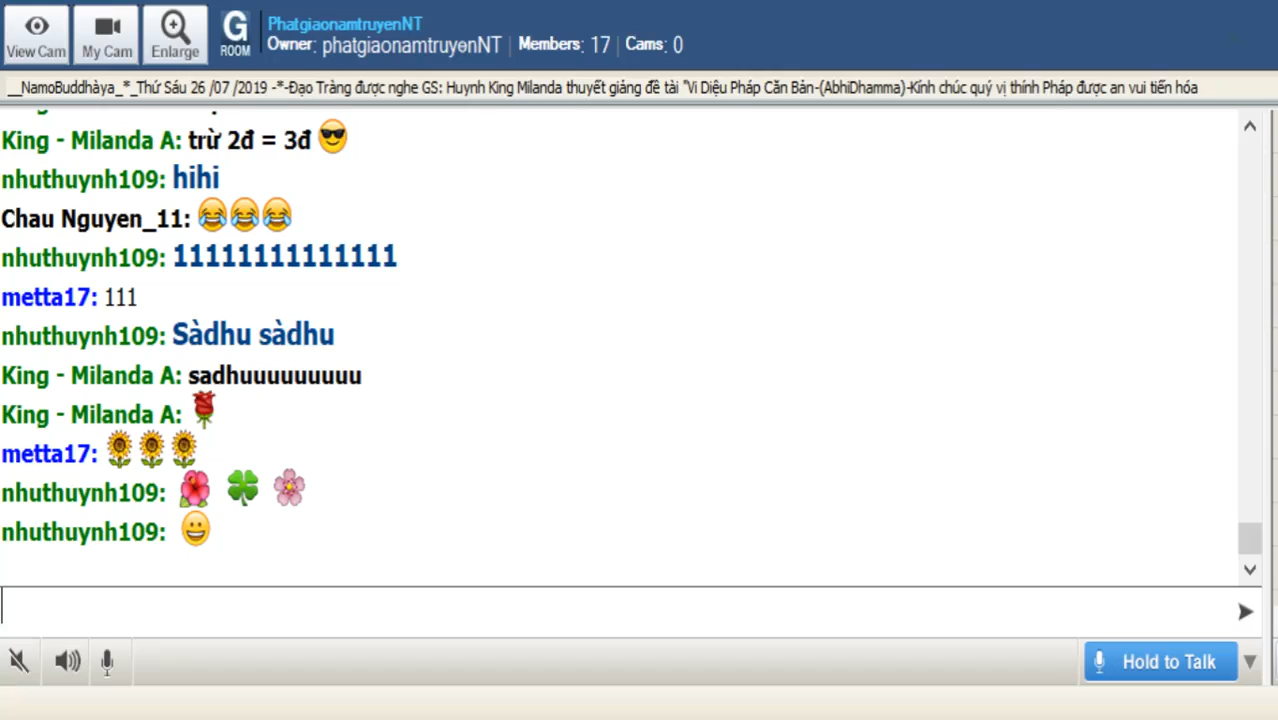 View Cam
My Cam
Enlarge
G
ROOM
PhatgiaonamtruyenNT
Owner: phatgiaonamtruyenNT | Members: 17 | Cams: 0
__NamoBuddhàya_*_Thứ Sáu 26 /07 /2019 -*-Đạo Tràng được nghe GS: Huynh King Milanda thuyết giảng đề tài "Vi Diệu Pháp Căn Bản-(AbhiDhamma)-Kính chúc quý vị thính Pháp được an vui tiến hóa
King - Milanda A: trừ 2đ = 3đ 😎
nhuthuynh109: hihi
Chau Nguyen_11: 😂😂😂
nhuthuynh109: 11111111111111
metta17: 111
nhuthuynh109: Sàdhu sàdhu
King - Milanda A: sadhuuuuuuuuu
King - Milanda A: 🌹
metta17: 🌻🌻🌻
nhuthuynh109: 🌺 🍀 🌸
nhuthuynh109: 😀
Hold to Talk